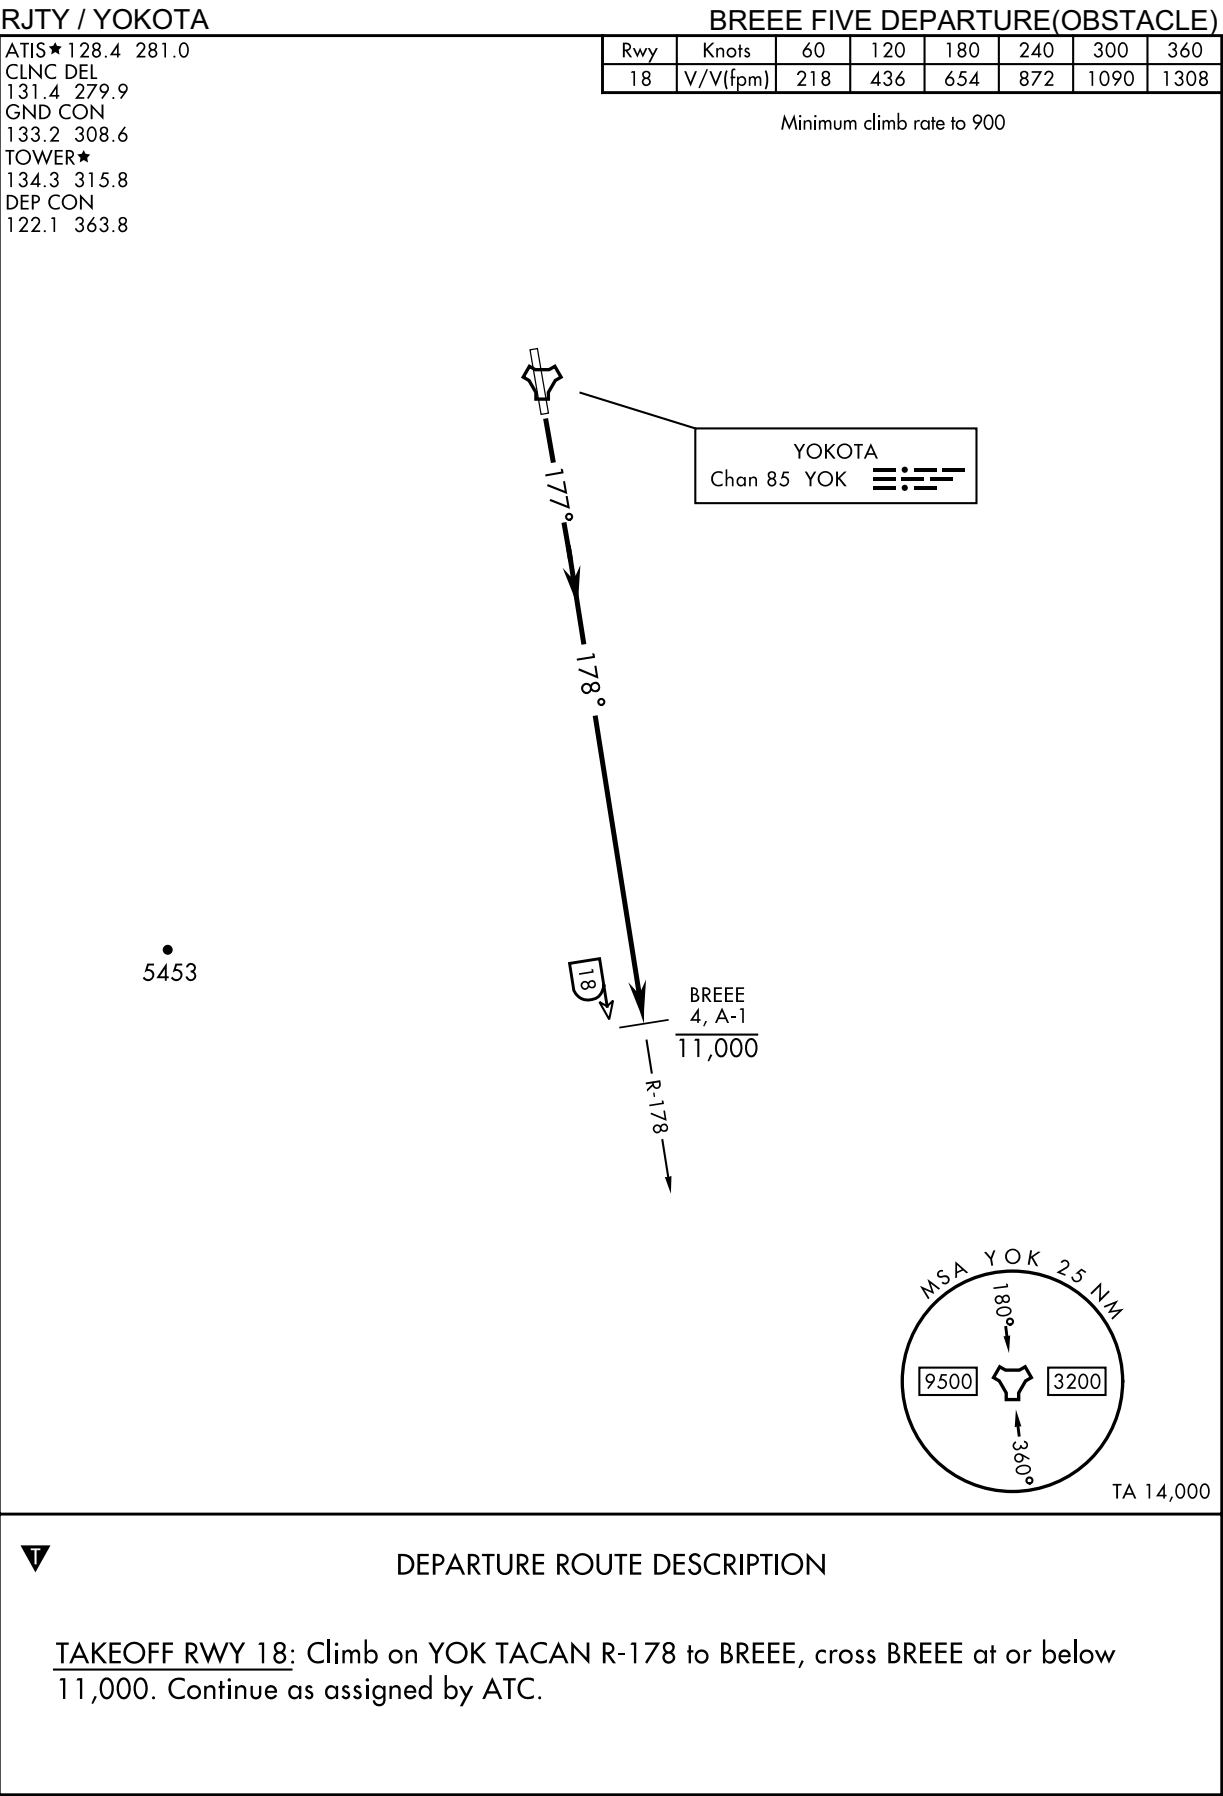 RJTY / YOKOTA
BREEE FIVE DEPARTURE(OBSTACLE)
ATIS★ 128.4 281.0
CLNC DEL
131.4 279.9
GND CON
133.2 308.6
TOWER★
134.3 315.8
DEP CON
122.1 363.8
Rwy Knots 60 120 180 240 300 360
18 V/V(fpm) 218 436 654 872 1090 1308
Minimum climb rate to 900
YOKOTA
Chan 85 YOK
177°
178°
5453
18
BREEE
4, A-1
11,000
R-178
MSA YOK 25 NM
180°
9500
3200
360°
TA 14,000
T
DEPARTURE ROUTE DESCRIPTION
TAKEOFF RWY 18: Climb on YOK TACAN R-178 to BREEE, cross BREEE at or below
11,000. Continue as assigned by ATC.